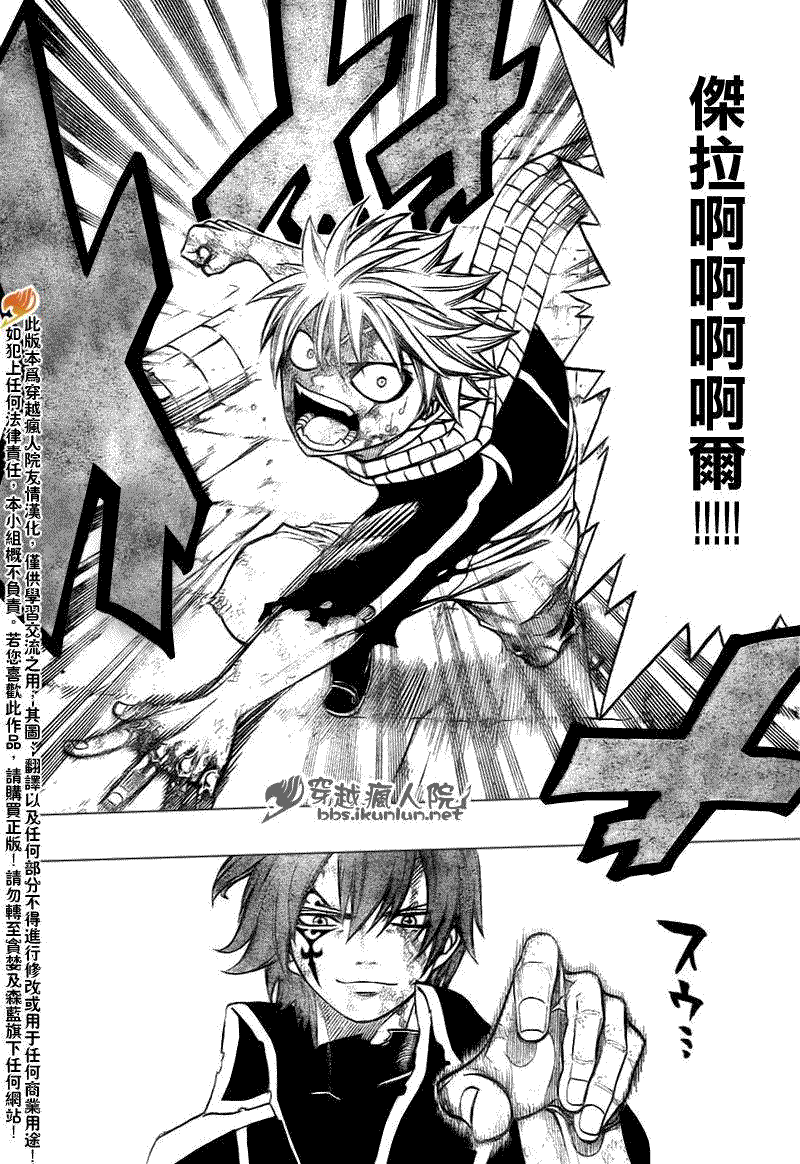 傑拉啊啊啊啊爾!!!!!
スウ…
穿越瘋人院
bbs.ikunlun.net
此版本爲穿越瘋人院友情漢化，僅供學習交流之用；其圖、翻譯以及任何部分不得進行修改或用于任何商業用途！
如犯上任何法律責任，本小組概不負責。若您喜歡此作品，請購買正版！請勿轉至貪婪及森藍旗下任何網站！